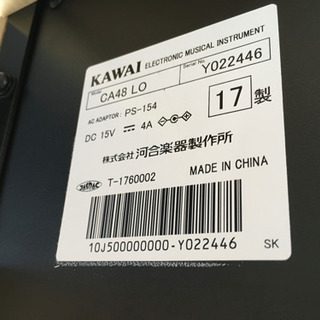 KAWAI ELECTRONIC MUSICAL INSTRUMENT
Model CA48 LO Serial No. Y022446
AC ADAPTOR: PS-154
DC 15V 4A
17 製
株式会社 河合楽器製作所
T-1760002 MADE IN CHINA
10J500000000-Y022446 SK